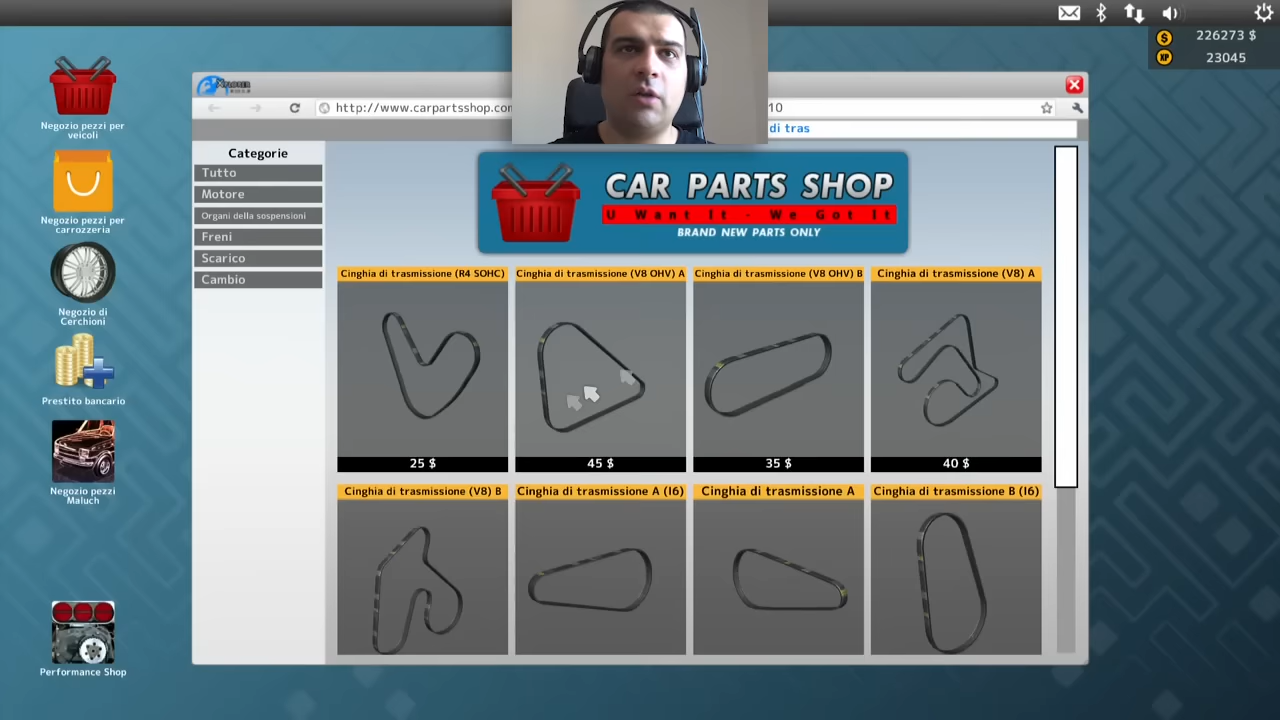 226273 $
23045
http://www.carpartsshop.com
10
di tras
Negozio pezzi per
veicoli
Negozio pezzi per
carrozzeria
Negozio di
Cerchioni
Prestito bancario
Negozio pezzi
Maluch
Performance Shop
Categorie
Tutto
Motore
Organi della sospensioni
Freni
Scarico
Cambio
CAR PARTS SHOP
U Want It - We Got It
BRAND NEW PARTS ONLY
Cinghia di trasmissione (R4 SOHC)
25 $
Cinghia di trasmissione (V8 OHV) A
45 $
Cinghia di trasmissione (V8 OHV) B
35 $
Cinghia di trasmissione (V8) A
40 $
Cinghia di trasmissione (V8) B
Cinghia di trasmissione A (I6)
Cinghia di trasmissione A
Cinghia di trasmissione B (I6)